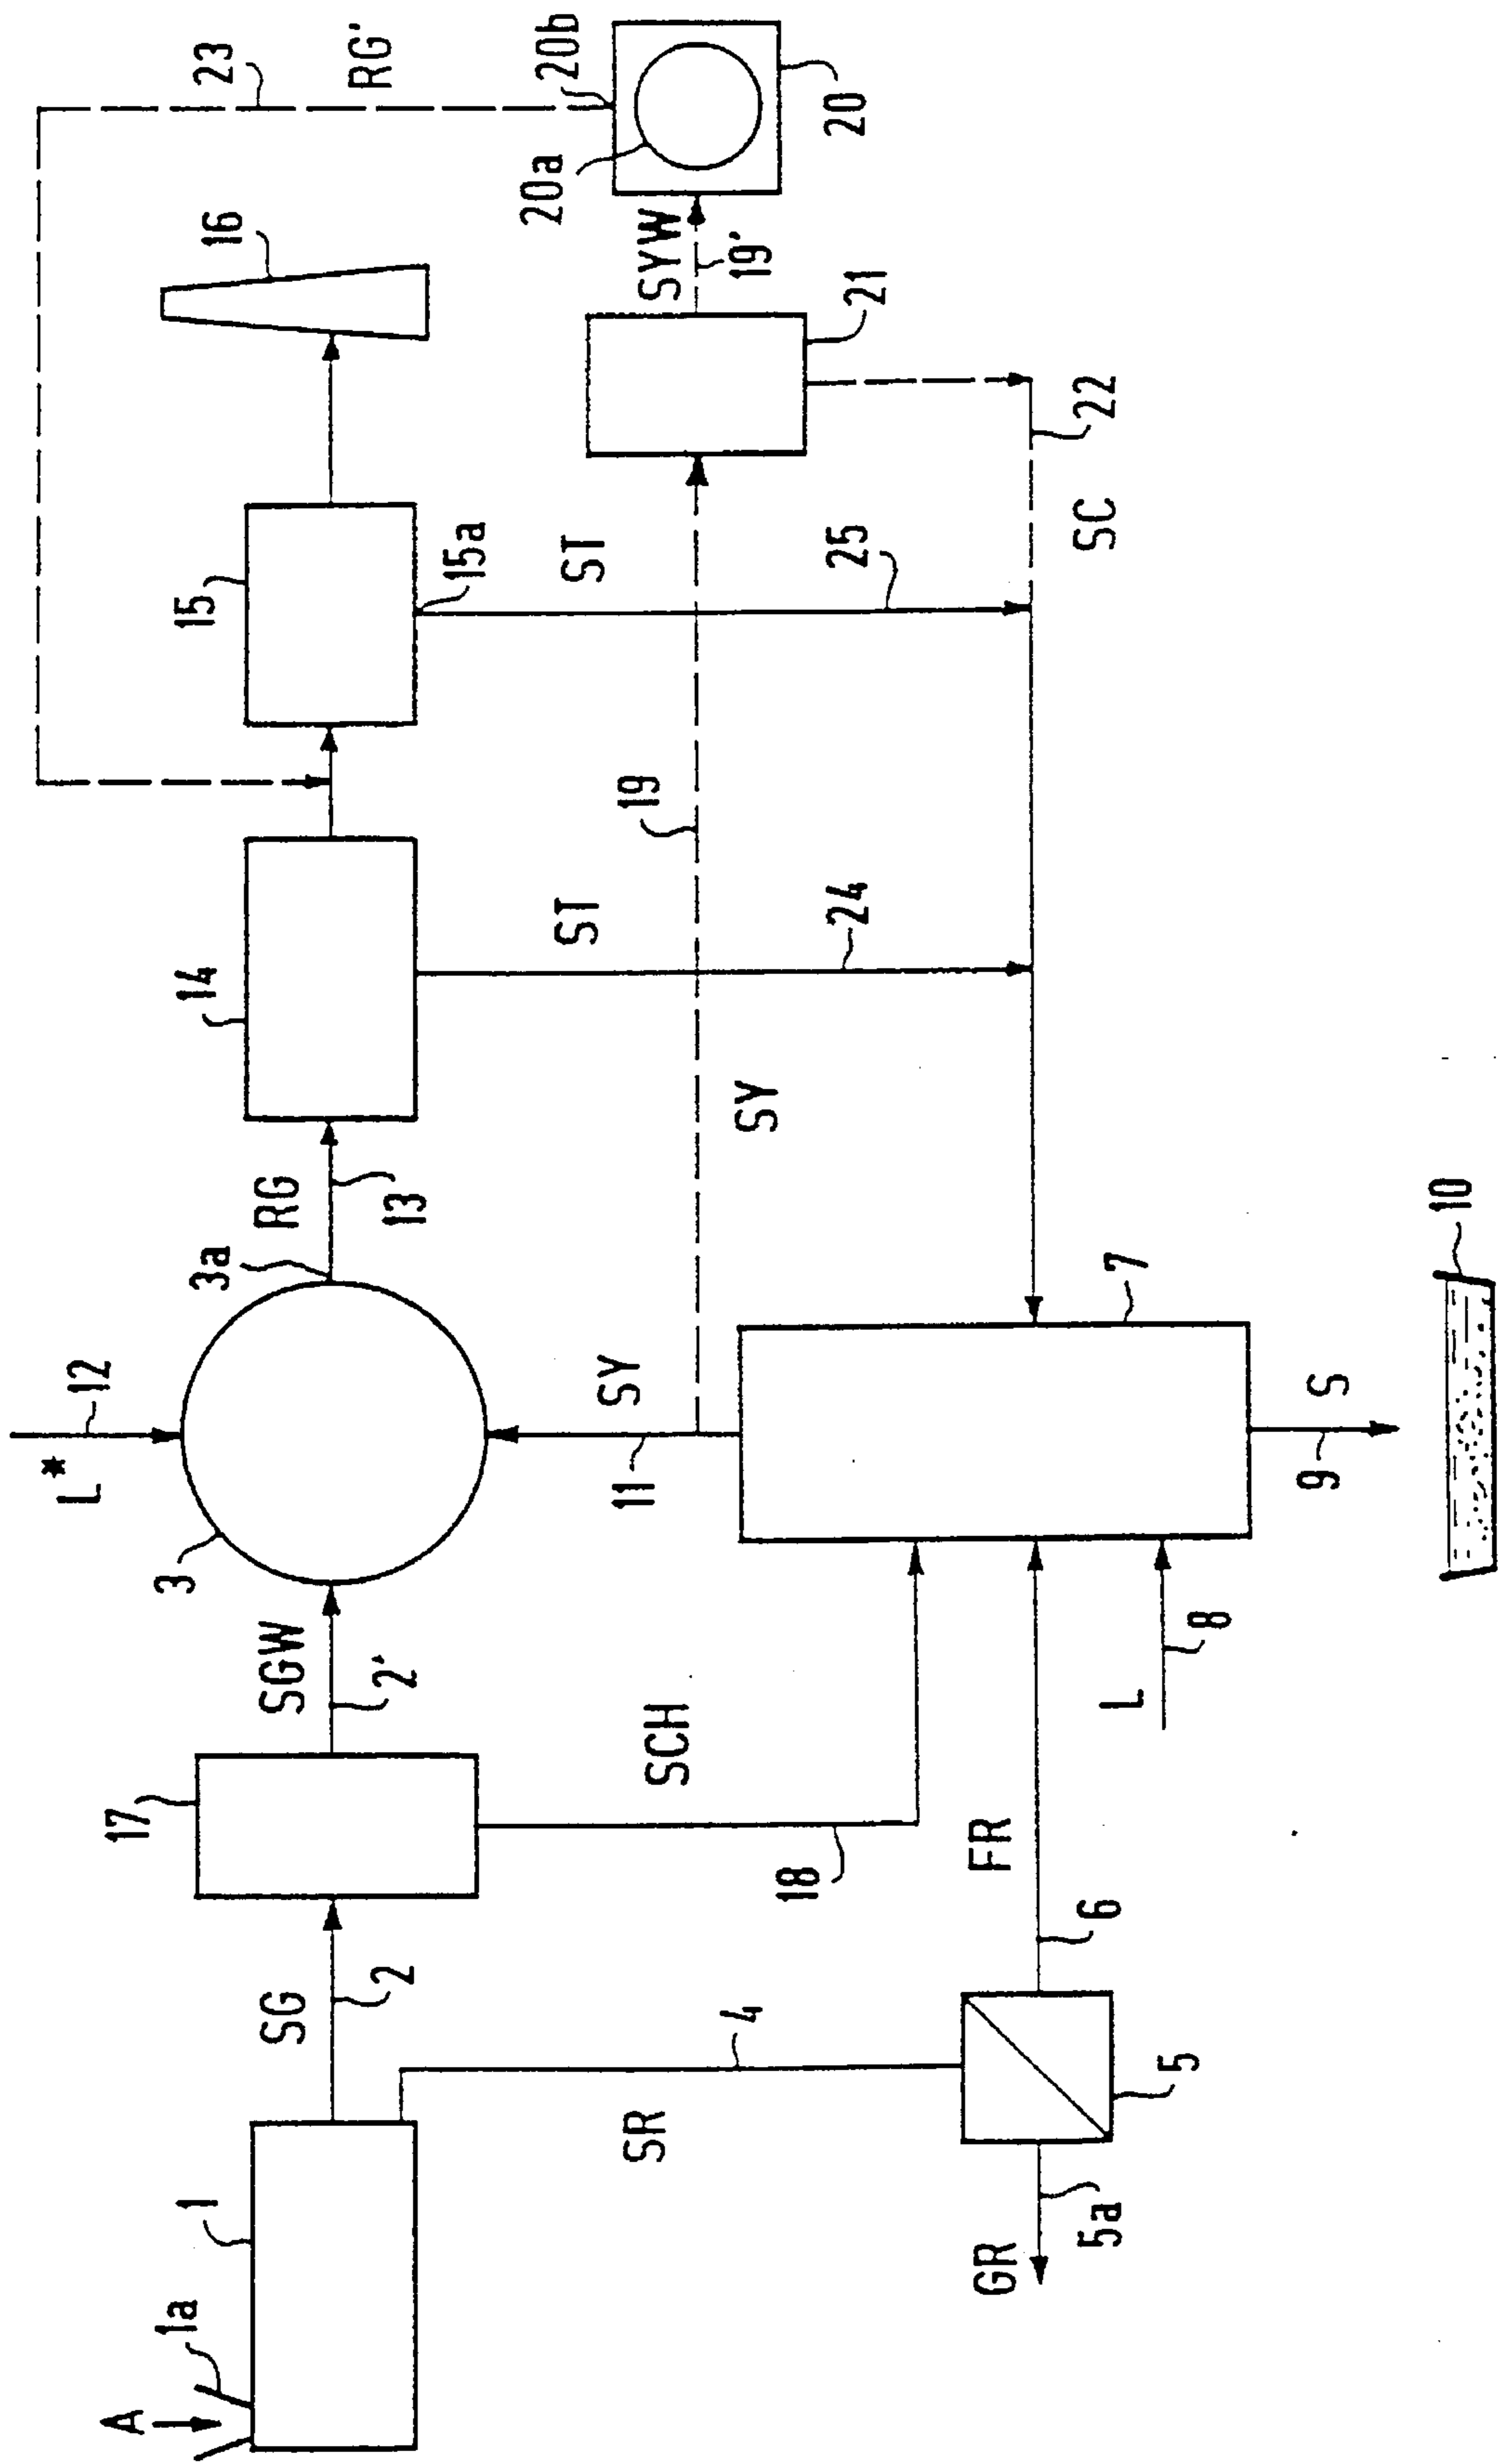 A
1a
1
SG
2
17
SGW
2'
3
L*
12
3a
RG
13
14
15
15a
16
23
RG'
20b
20a
20
SYW
19'
21
ST
25
22
SC
19
ST
24
SY
SY
11
7
SCH
18
SR
4
FR
6
5
5a
GR
L
8
9
S
10